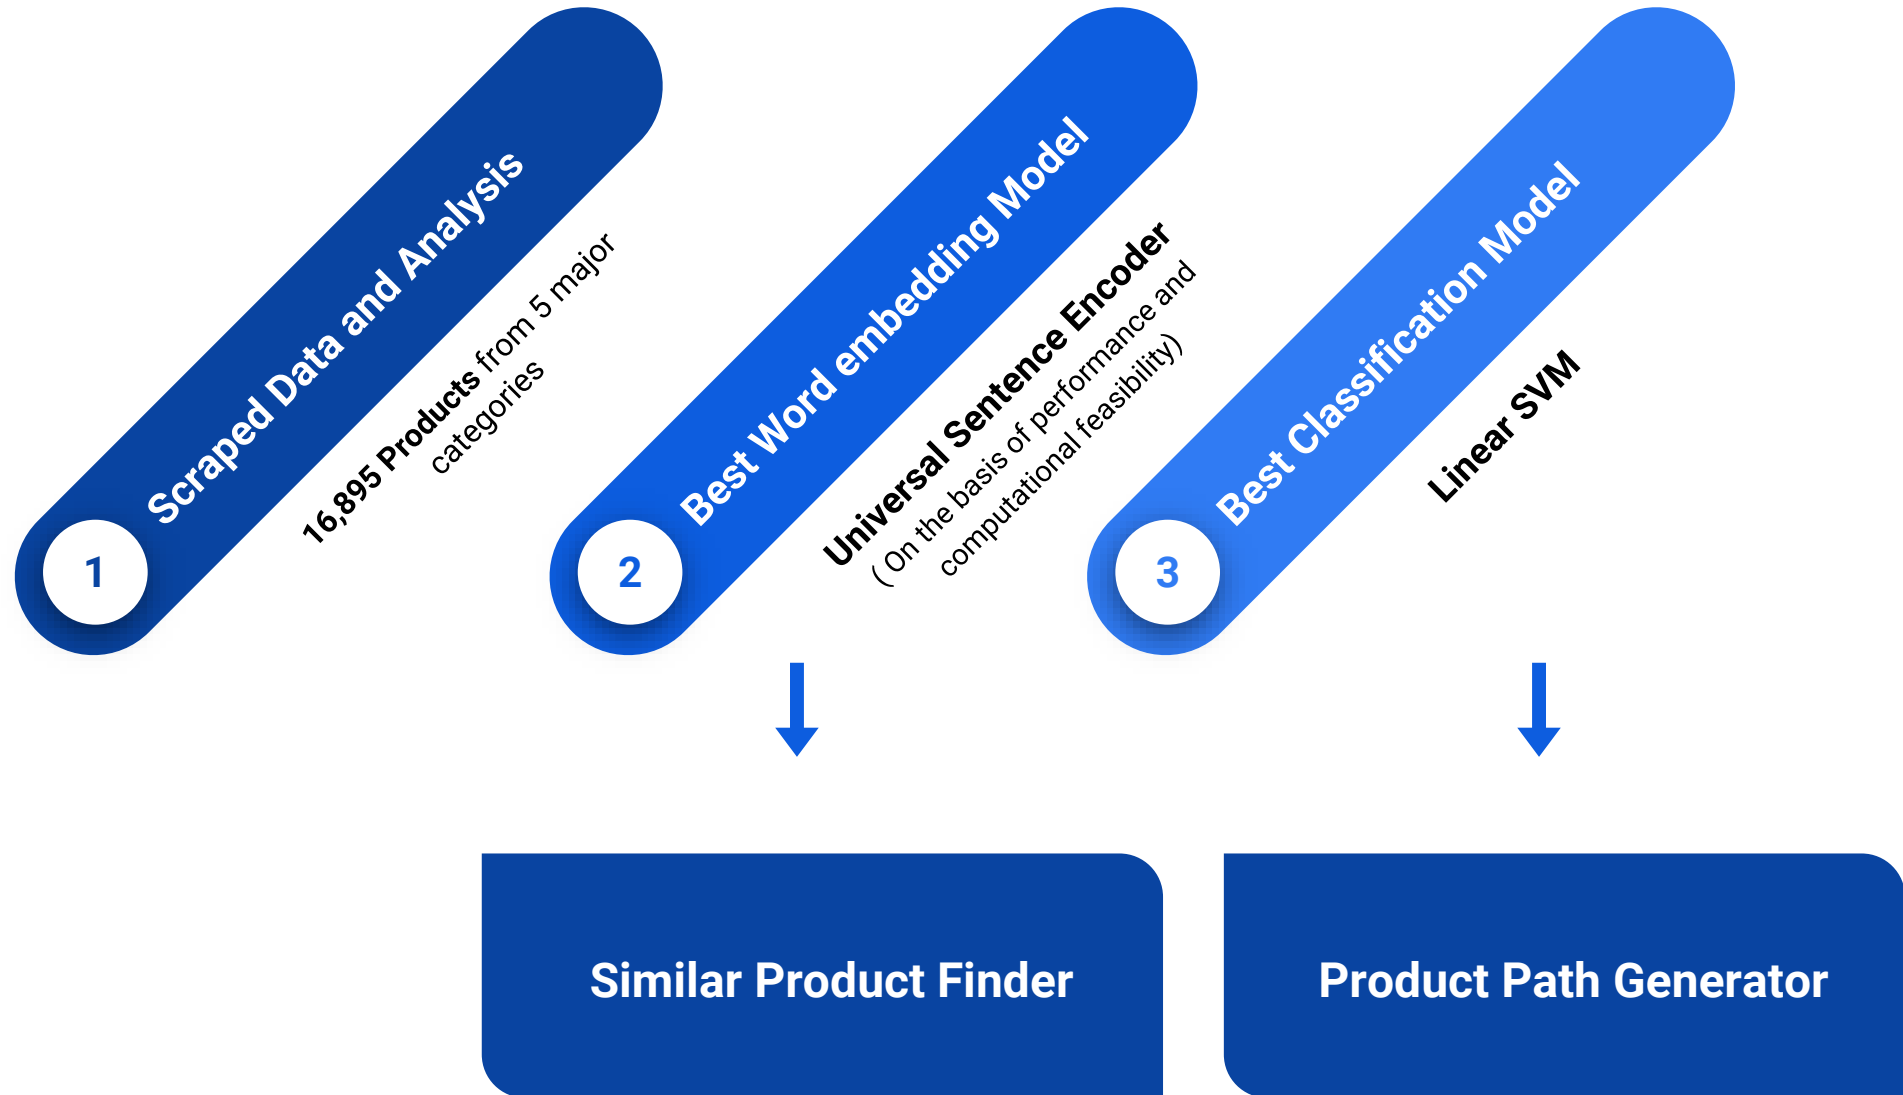 Scraped Data and Analysis
16,895 Products from 5 major
categories
1
Best Word embedding Model
Universal Sentence Encoder
( On the basis of performance and
computational feasibility)
2
Best Classification Model
Linear SVM
3
Similar Product Finder
Product Path Generator